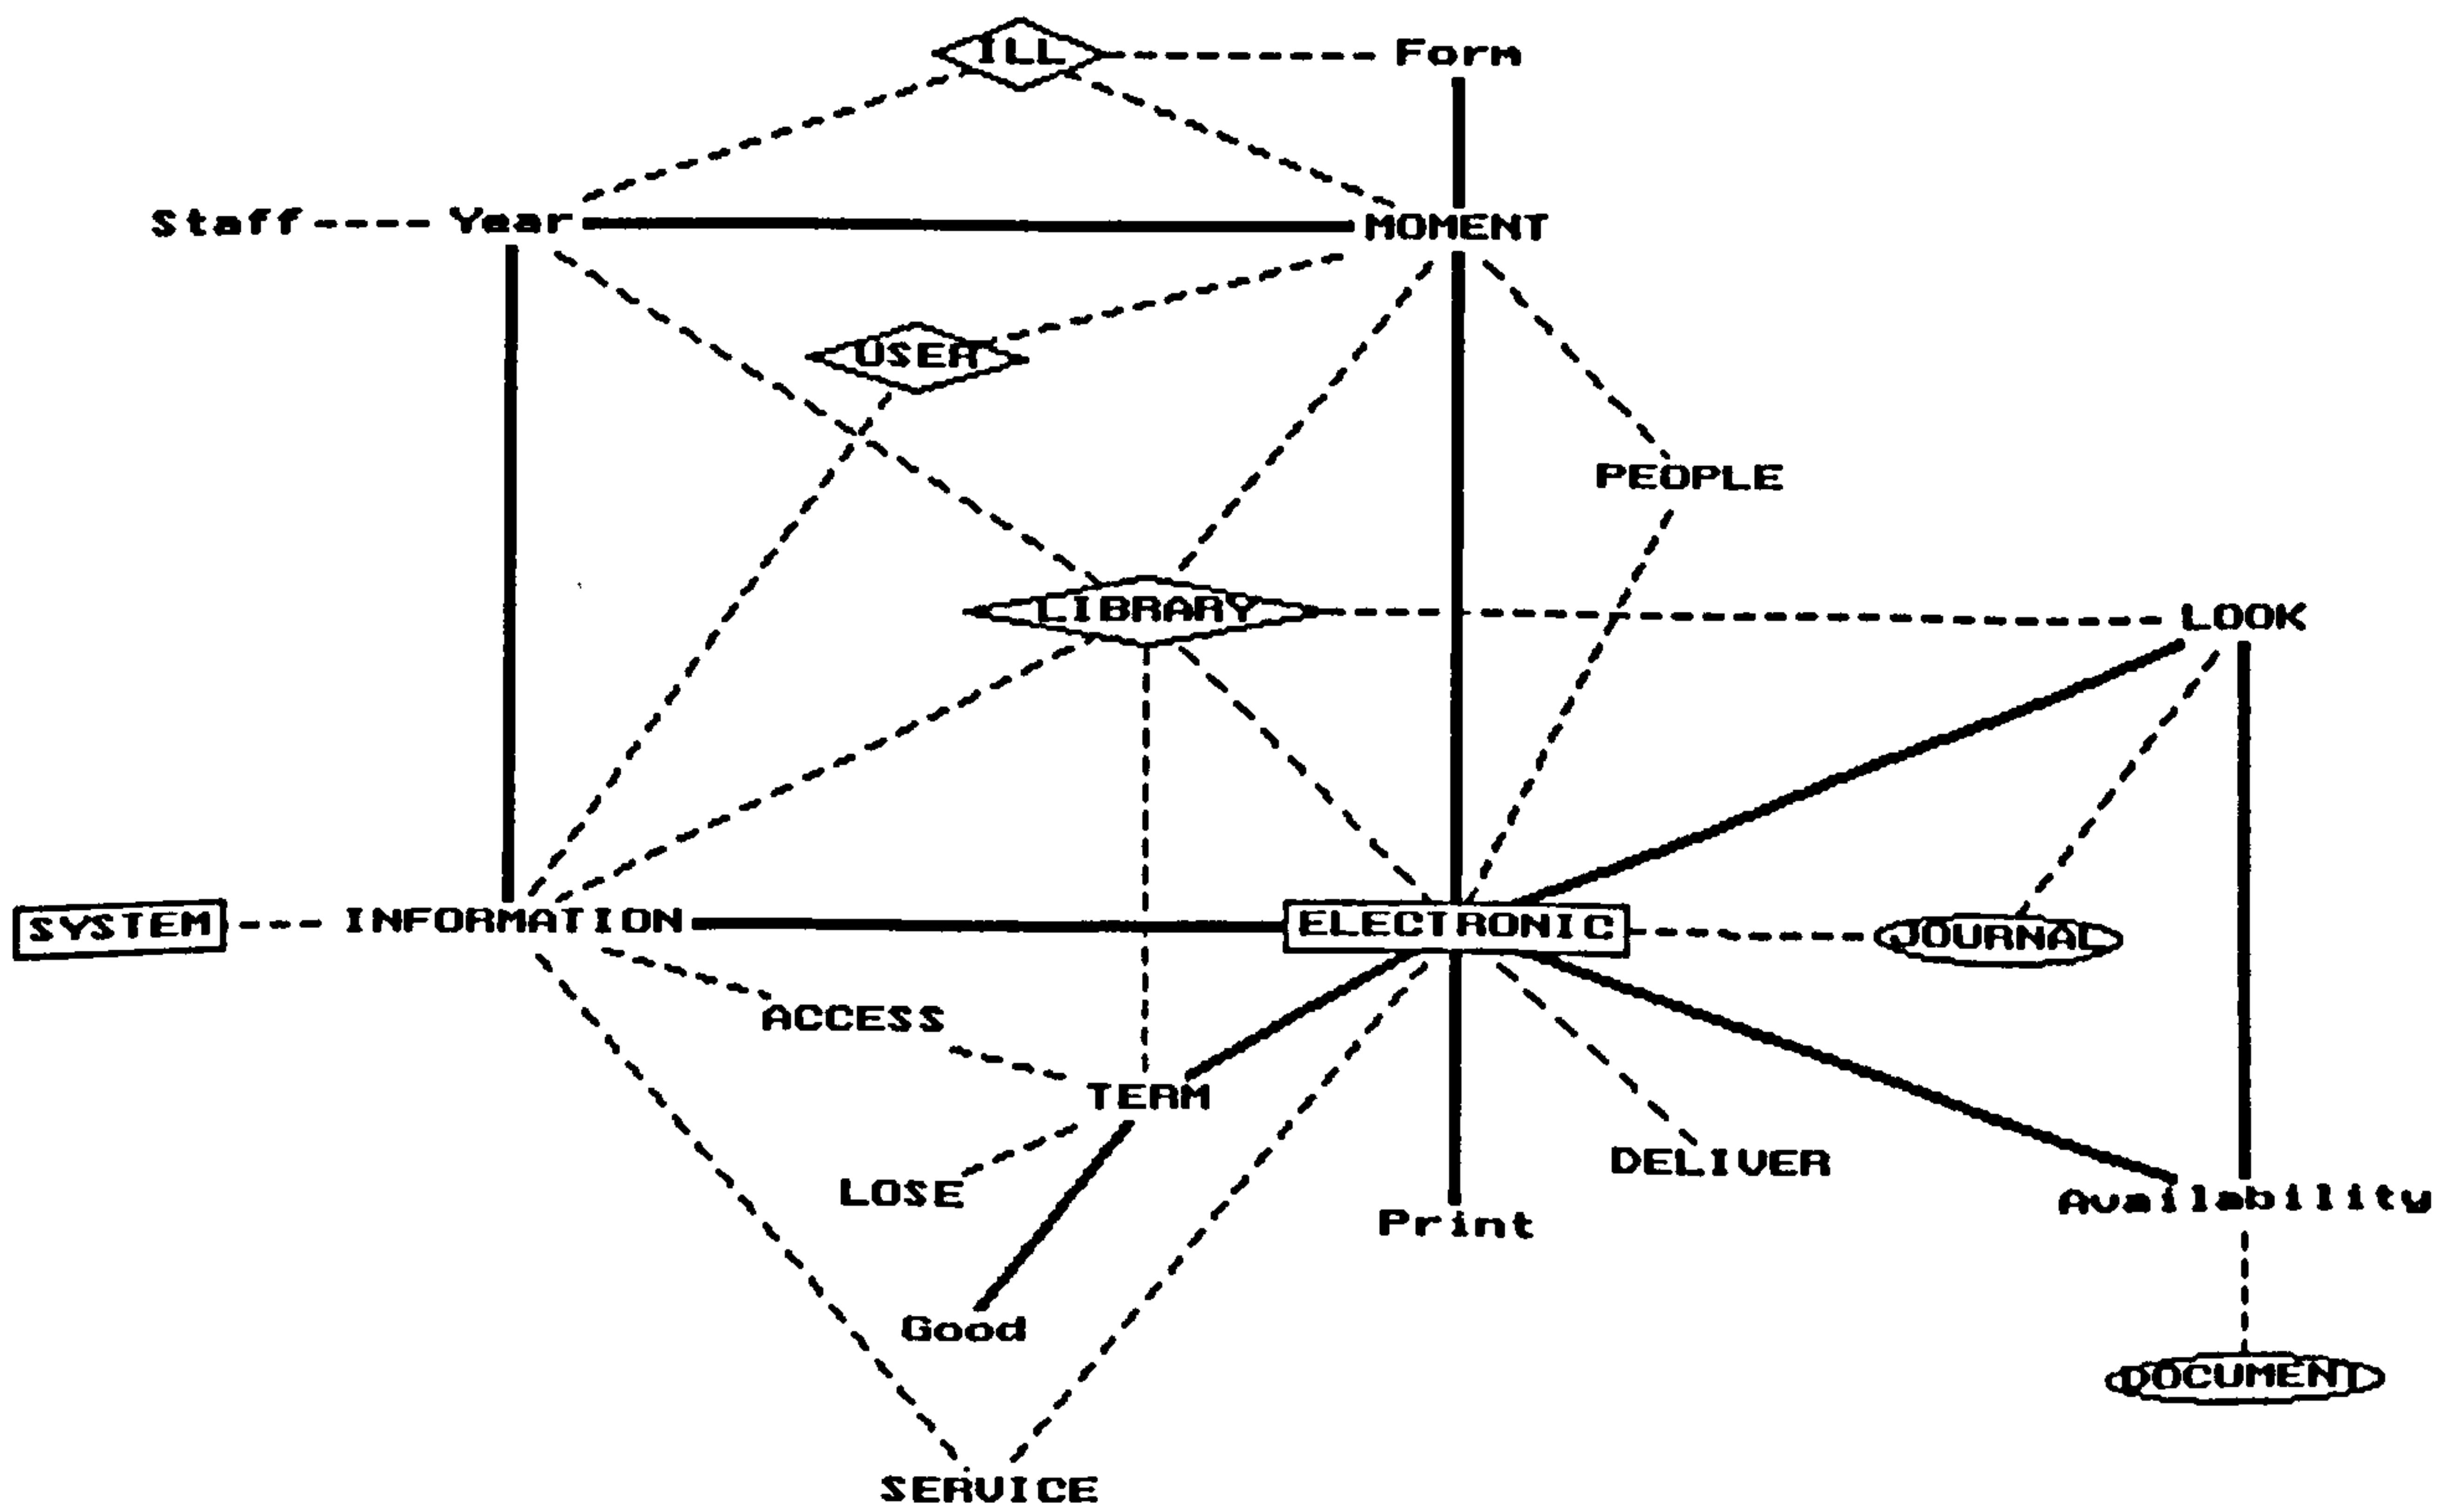 ILL
Form
Staff
Year
MOMENT
USER
PEOPLE
LIBRARY
LOOK
SYSTEM
INFORMATION
ELECTRONIC
JOURNAL
ACCESS
TERM
DELIVER
LOSE
Availability
Print
Good
DOCUMENT
SERVICE